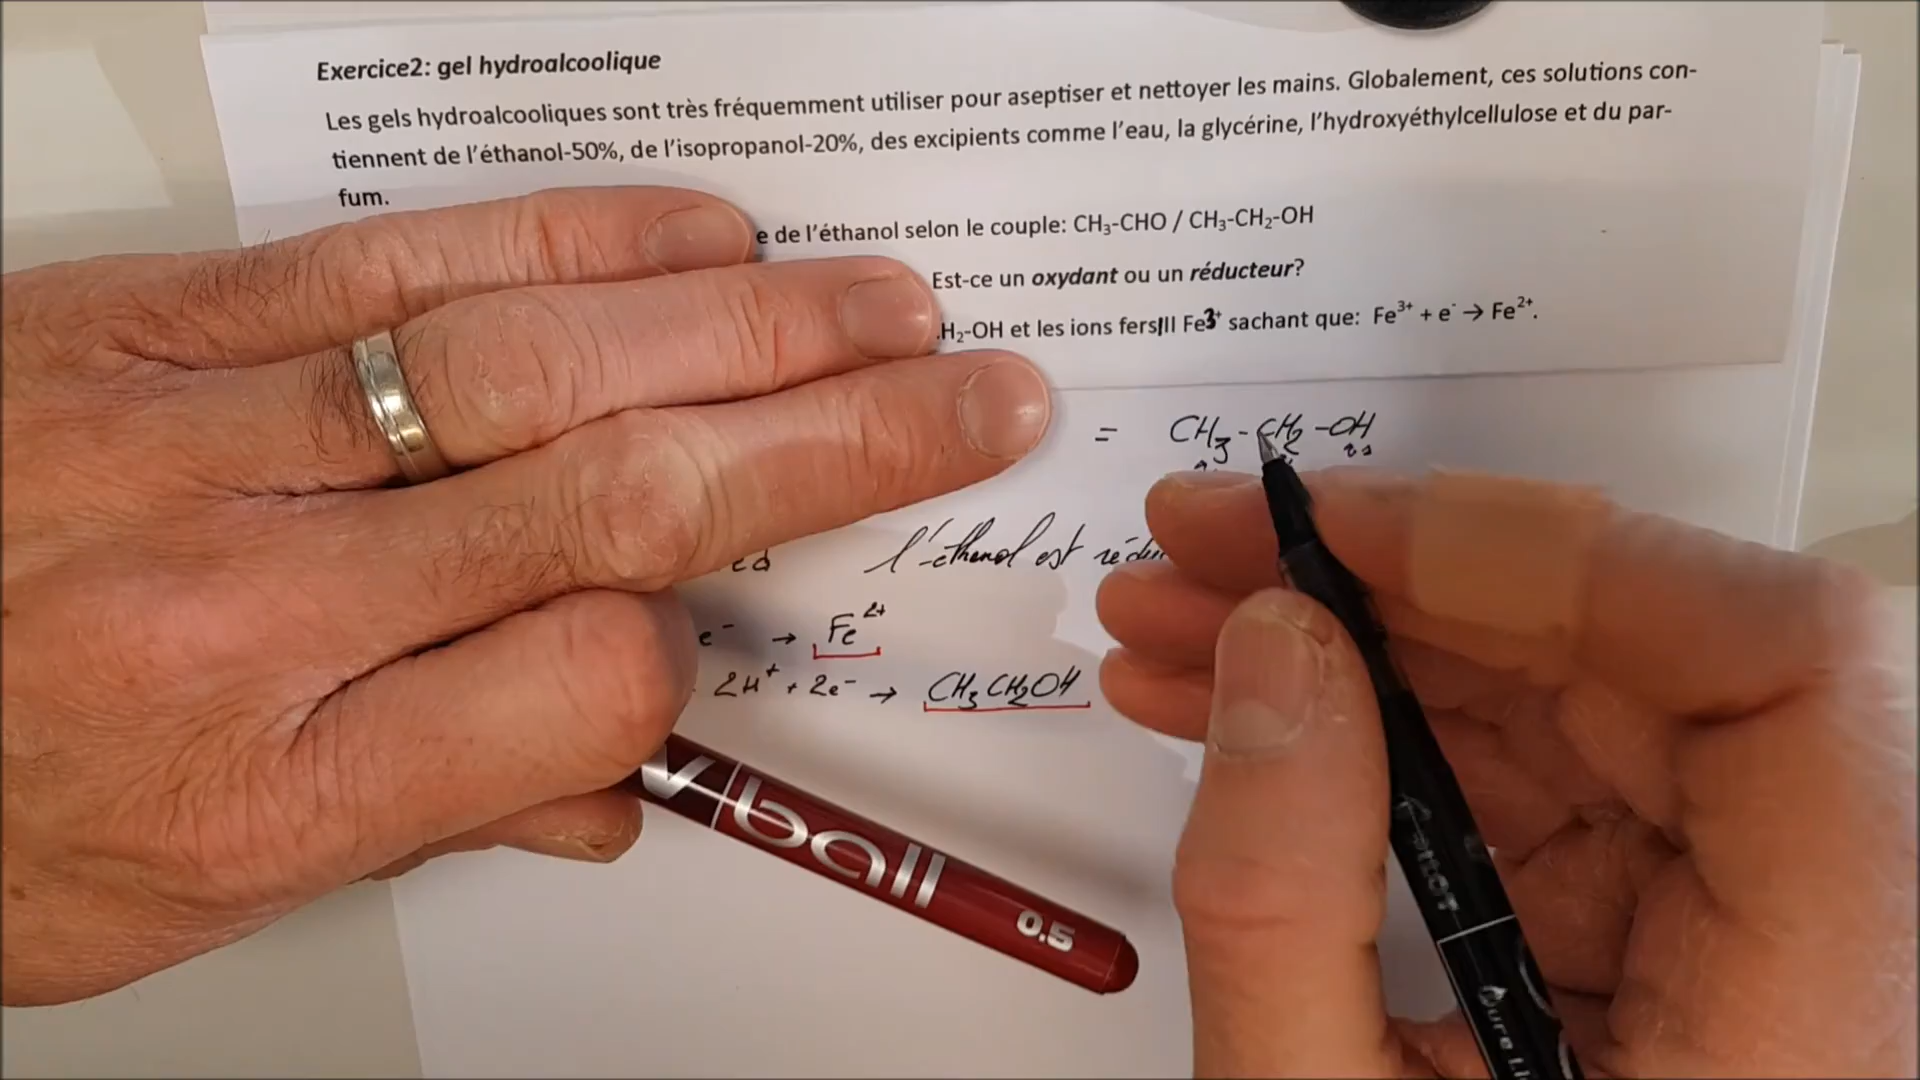 Exercice2: gel hydroalcoolique
Les gels hydroalcooliques sont très fréquemment utiliser pour aseptiser et nettoyer les mains. Globalement, ces solutions con-
tiennent de l'éthanol-50%, de l'isopropanol-20%, des excipients comme l'eau, la glycérine, l'hydroxyéthylcellulose et du par-
fum.
e de l'éthanol selon le couple: CH₃-CHO / CH₃-CH₂-OH
Est-ce un oxydant ou un réducteur?
.H₂-OH et les ions fers III Fe³⁺ sachant que: Fe³⁺ + e⁻ → Fe²⁺.
= CH₃-CH₂-OH
l'éthanol est
e⁻ → Fe²⁺
2H⁺ + 2e⁻ → CH₃CH₂OH
V ball
0.5